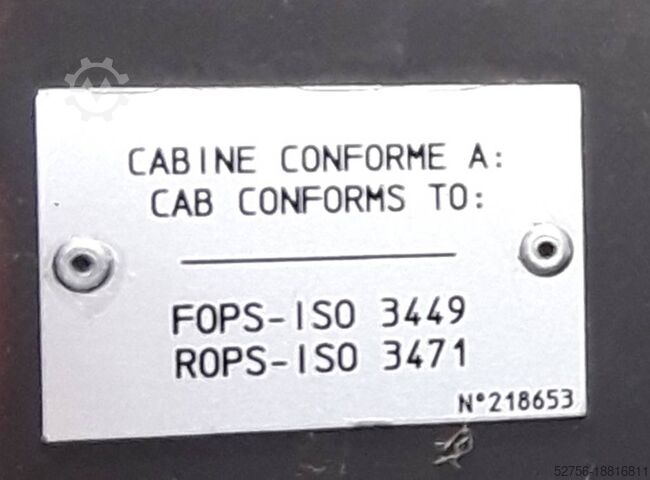 CABINE CONFORME A:
CAB CONFORMS TO:
FOPS-ISO 3449
ROPS-ISO 3471
N°218653
52756-18816811